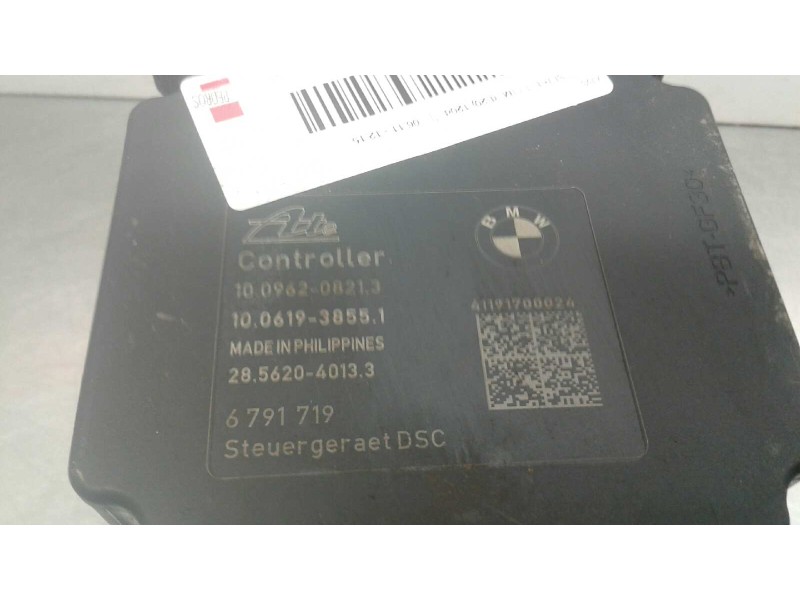 Ate
BMW
Controller
10.0962-0821.3
10.0619-3855.1
41191700024
MADE IN PHILIPPINES
28.5620-4013.3
6 791 719
Steuergeraet DSC
>PBT-GF30<